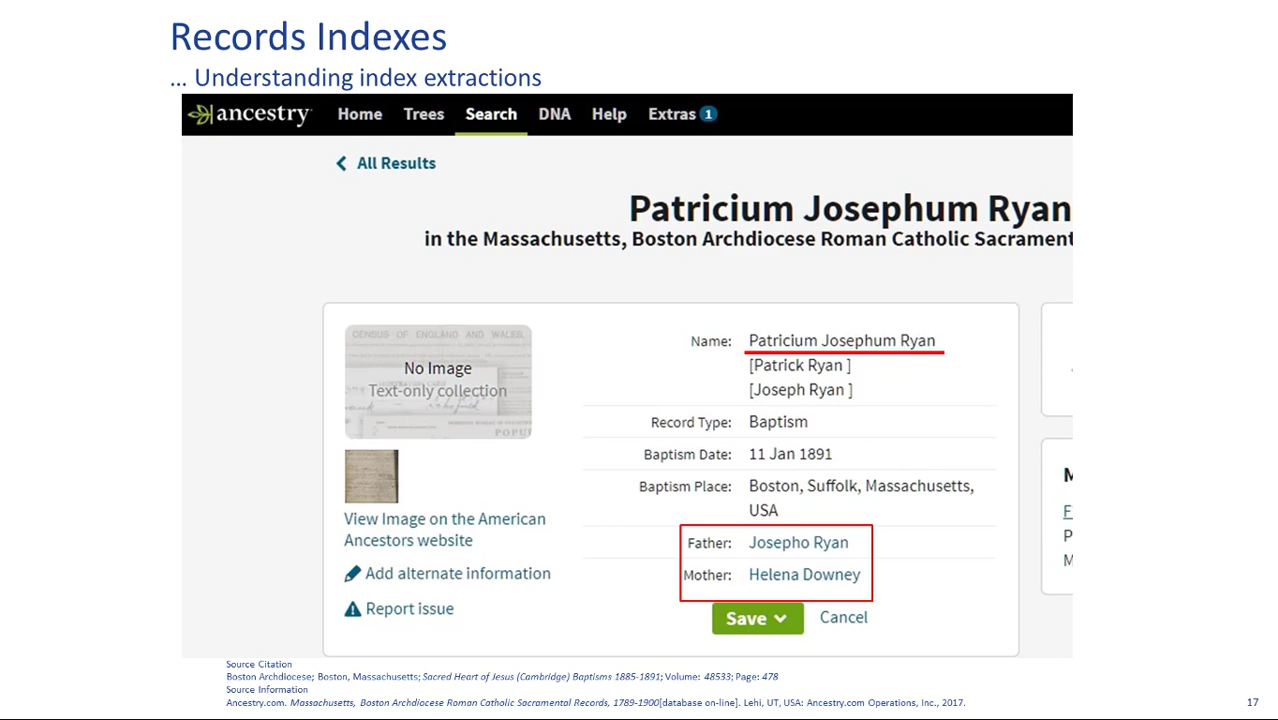 Records Indexes
... Understanding index extractions
ancestry Home Trees Search DNA Help Extras 1
All Results
Patricium Josephum Ryan
in the Massachusetts, Boston Archdiocese Roman Catholic Sacrament
CENSUS OF ENGLAND AND WALES,
No Image
Text-only collection
POPU
View Image on the American
Ancestors website
Add alternate information
Report issue
Name: Patricium Josephum Ryan
[Patrick Ryan ]
[Joseph Ryan ]
Record Type: Baptism
Baptism Date: 11 Jan 1891
Baptism Place: Boston, Suffolk, Massachusetts,
USA
Father: Josepho Ryan
Mother: Helena Downey
Save Cancel
F
P
M
Source Citation
Boston Archdiocese; Boston, Massachusetts; Sacred Heart of Jesus (Cambridge) Baptisms 1885-1891; Volume: 48533; Page: 478
Source Information
Ancestry.com. Massachusetts, Boston Archdiocese Roman Catholic Sacramental Records, 1789-1900[database on-line]. Lehi, UT, USA: Ancestry.com Operations, Inc., 2017.
17